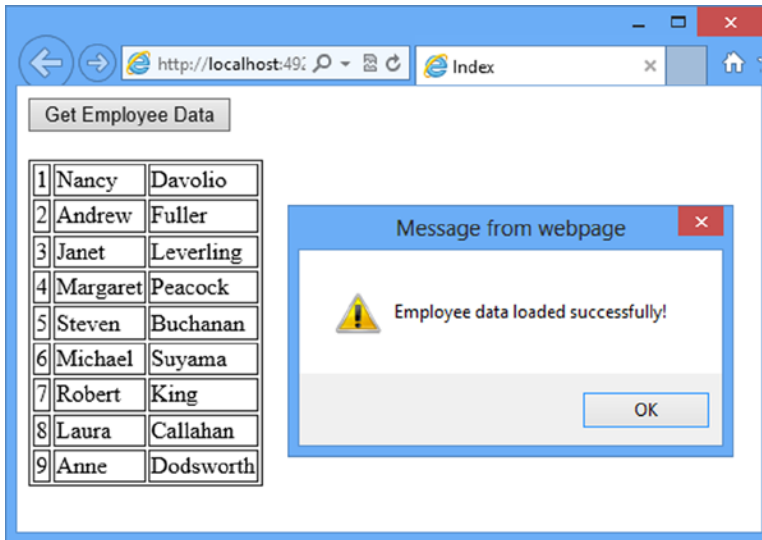 http://localhost:492
Index
Get Employee Data
1 Nancy Davolio
2 Andrew Fuller
3 Janet Leverling
4 Margaret Peacock
5 Steven Buchanan
6 Michael Suyama
7 Robert King
8 Laura Callahan
9 Anne Dodsworth
Message from webpage
Employee data loaded successfully!
OK